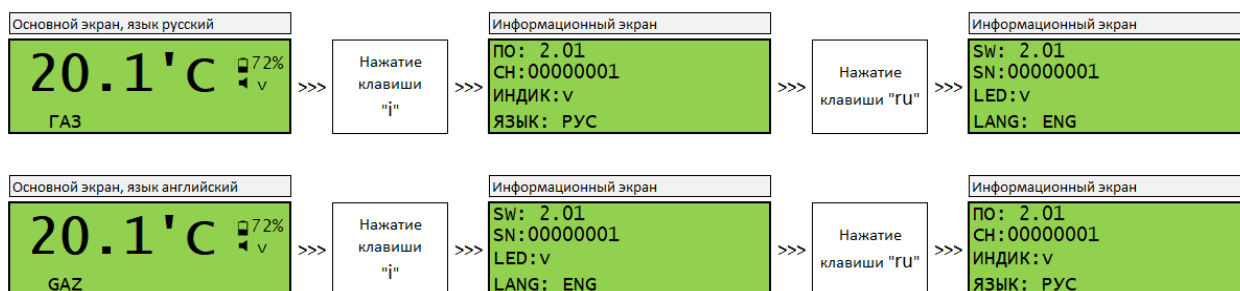 Основной экран, язык русский
20.1'C 72%
v
ГАЗ
>>>
Нажатие
клавиши
"i"
>>>
Информационный экран
ПО: 2.01
СН:00000001
ИНДИК:v
ЯЗЫК: РУС
>>>
Нажатие
клавиши "ru"
>>>
Информационный экран
SW: 2.01
SN:00000001
LED:v
LANG: ENG
Основной экран, язык английский
20.1'C 72%
v
GAZ
>>>
Нажатие
клавиши
"i"
>>>
Информационный экран
SW: 2.01
SN:00000001
LED:v
LANG: ENG
>>>
Нажатие
клавиши "ru"
>>>
Информационный экран
ПО: 2.01
СН:00000001
ИНДИК:v
ЯЗЫК: РУС